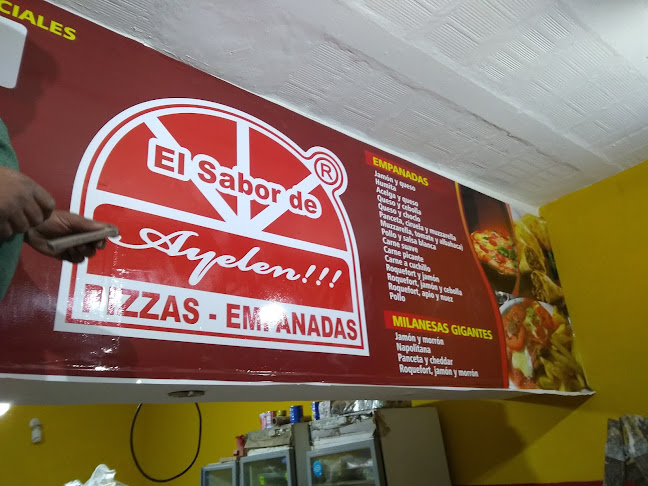 CIALES
El Sabor de
®
Ayelen!!!
PIZZAS - EMPANADAS
EMPANADAS
Jamón y queso
Humita
Acelga y queso
Queso y cebolla
Queso y choclo
Panceta, ciruela y muzzarella
Muzzarella, tomate y albahaca)
Pollo y salsa blanca
Carne suave
Carne picante
Carne a cuchillo
Roquefort y jamón
Roquefort, jamón y cebolla
Roquefort, apio y nuez
Pollo
MILANESAS GIGANTES
Jamón y morrón
Napolitana
Panceta y cheddar
Roquefort, jamón y morrón